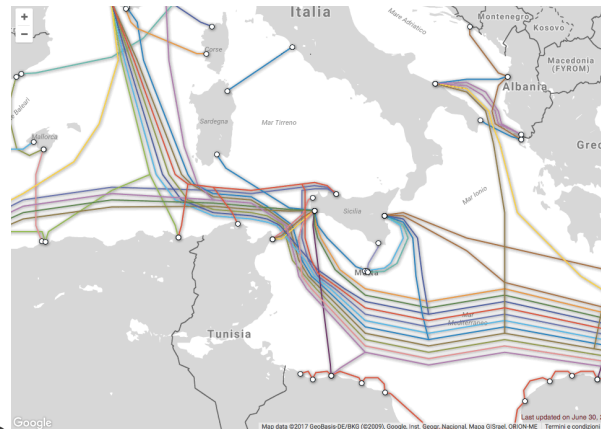 +
−
Italia
Montenegro
Kosovo
Mare Adriatico
Corse
Macedonia
(FYROM)
Albania
Mallorca
Sardegna
Mar Tirreno
Grec
Mar Ionio
Sicilia
Malta
Mar
Mediterraneo
Tunisia
Last updated on June 30, 2
Google
Map data ©2017 GeoBasis-DE/BKG (©2009), Google, Inst. Geogr. Nacional, Mapa GISrael, ORION-ME
Termini e condizioni